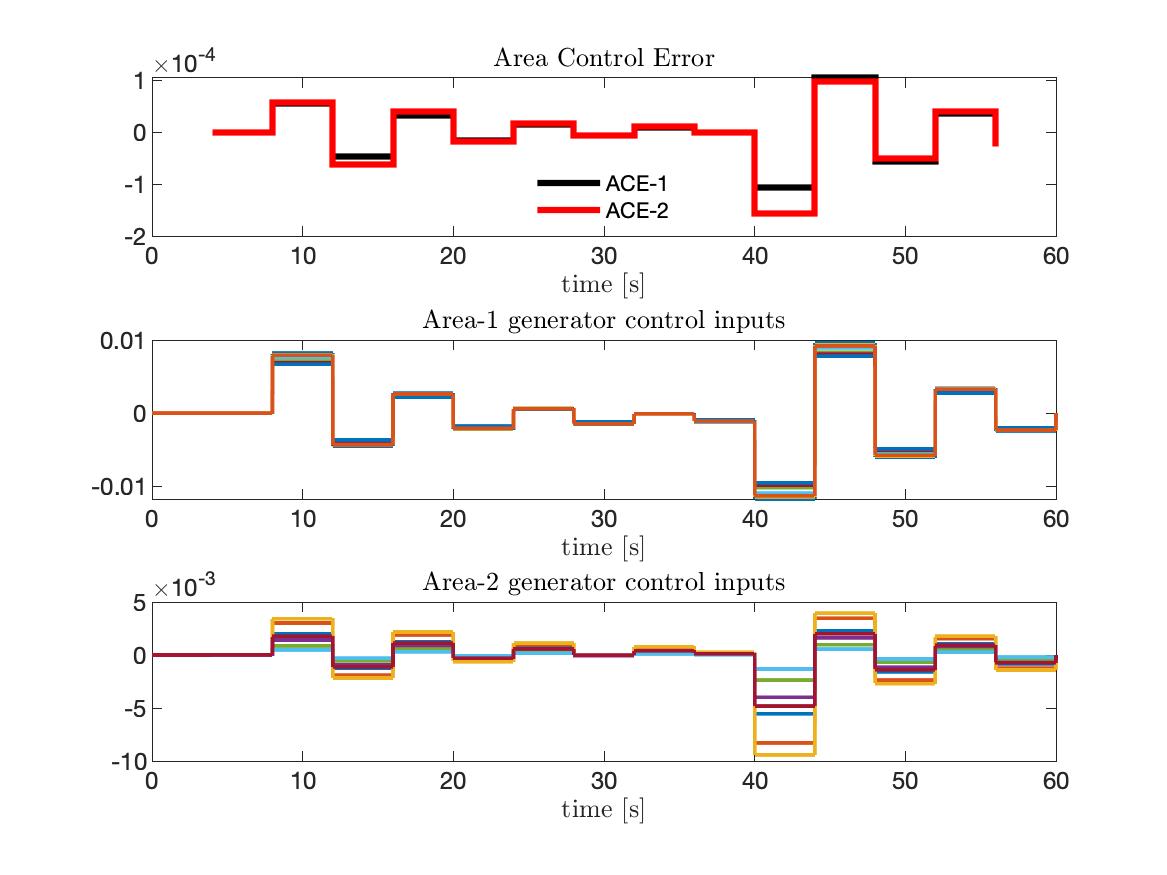 Area Control Error
×10-4
1
0
-1
-2
ACE-1
ACE-2
0 10 20 30 40 50 60
time [s]
Area-1 generator control inputs
0.01
0
-0.01
0 10 20 30 40 50 60
time [s]
Area-2 generator control inputs
×10-3
5
0
-5
-10
0 10 20 30 40 50 60
time [s]